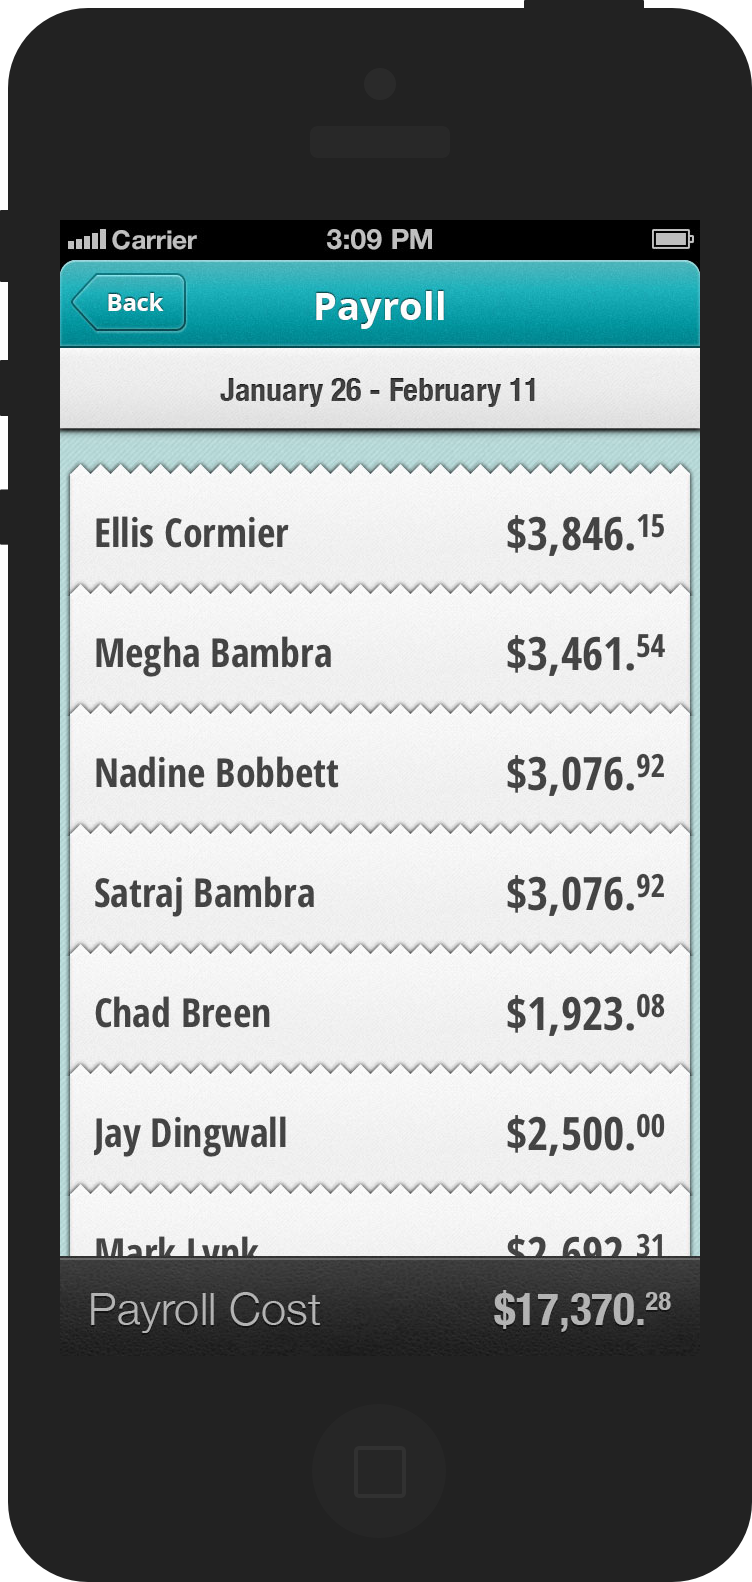 Carrier 3:09 PM
Back Payroll
January 26 - February 11
Ellis Cormier $3,846.15
Megha Bambra $3,461.54
Nadine Bobbett $3,076.92
Satraj Bambra $3,076.92
Chad Breen $1,923.08
Jay Dingwall $2,500.00
Mark Lynk $2,692.31
Payroll Cost $17,370.28